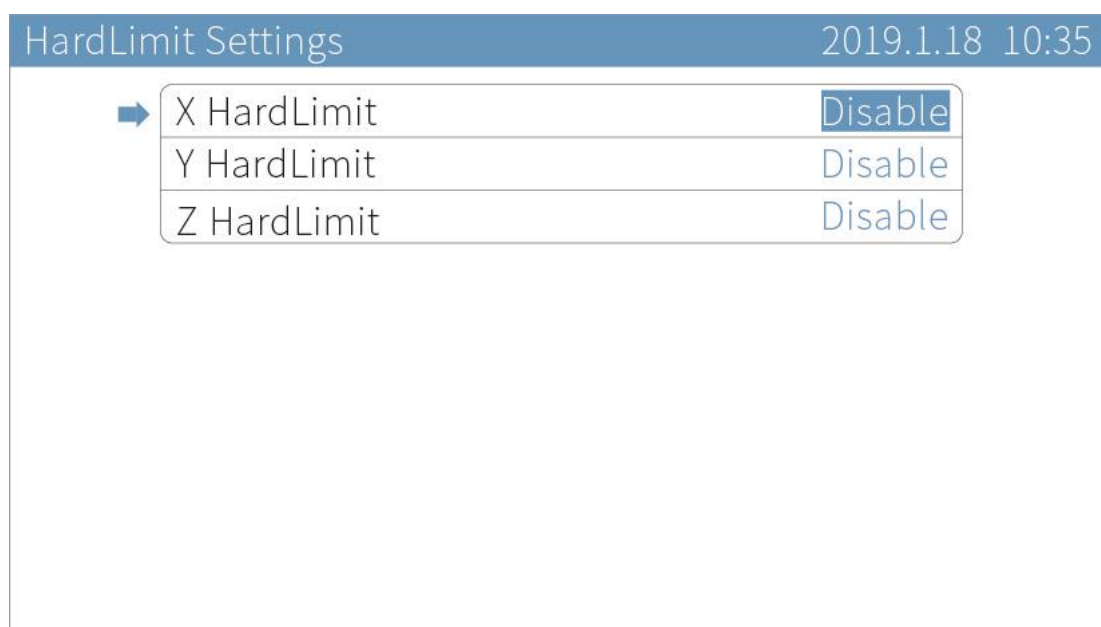 HardLimit Settings 2019.1.18 10:35
X HardLimit Disable
Y HardLimit Disable
Z HardLimit Disable